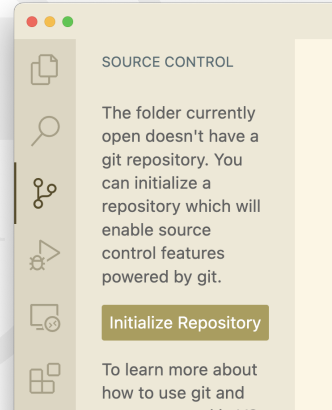 SOURCE CONTROL
The folder currently
open doesn't have a
git repository. You
can initialize a
repository which will
enable source
control features
powered by git.
Initialize Repository
To learn more about
how to use git and